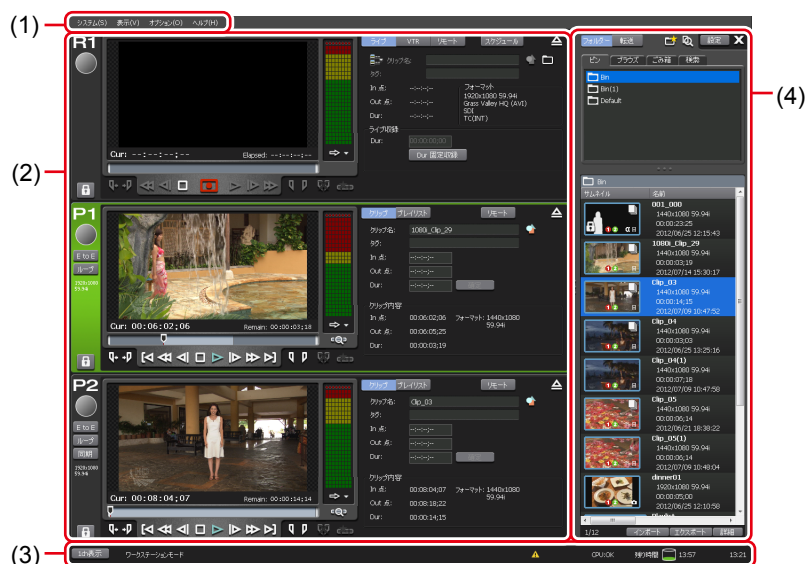 (1)
システム(S) 表示(V) オプション(O) ヘルプ(H)
(2)
R1
Cur: --:--:--;-- Elapsed: --:--:--;--
ライブ VTR リモート スケジュール
クリップ名:
タグ:
In 点: --:--:--;--
Out 点: --:--:--;--
Dur: --:--:--;--
フォーマット
1920x1080 59.94i
Grass Valley HQ (AVI)
SDI
TC(INT)
ライブ収録
Dur: 00:00:00;00
Dur 固定収録
P1
E to E
ループ
1920x1080
59.94i
Cur: 00:06:02;06 Remain: 00:00:03;18
クリップ プレイリスト リモート
クリップ名: 1080i_Clip_29
タグ:
In 点: --:--:--;--
Out 点: --:--:--;--
Dur: --:--:--;--
クリップ内容
In 点: 00:06:02;06 フォーマット: 1440x1080
59.94i
Out 点: 00:06:05;25
Dur: 00:00:03;19
P2
E to E
ループ
同期
1920x1080
59.94i
Cur: 00:08:04;07 Remain: 00:00:14;14
クリップ プレイリスト リモート
クリップ名: Clip_03
タグ:
In 点: --:--:--;--
Out 点: --:--:--;--
Dur: --:--:--;--
クリップ内容
In 点: 00:08:04;07 フォーマット: 1440x1080
59.94i
Out 点: 00:08:18;22
Dur: 00:00:14;15
(4)
フォルダー 転送 設定 X
ビン ブラウズ ごみ箱 検索
Bin
Bin(1)
Default
Bin
サムネイル 名前
001_000
1440x1080 59.94i
00:00:23;25
2012/06/25 12:15:43
1080i_Clip_29
1440x1080 59.94i
00:00:03;19
2012/07/14 15:30:17
Clip_03
1440x1080 59.94i
00:00:14;15
2012/07/09 10:47:52
Clip_04
1440x1080 59.94i
00:00:03;03
2012/06/25 13:25:16
Clip_04(1)
1440x1080 59.94i
00:00:07;18
2012/07/09 10:47:58
Clip_05
1440x1080 59.94i
00:00:06;14
2012/06/21 18:38:22
Clip_05(1)
1440x1080 59.94i
00:00:06;14
2012/07/09 10:48:04
dinner01
1920x1080 59.94i
00:00:05;00
2012/06/25 12:10:58
1/12 インポート エクスポート 詳細
(3)
1ch表示 ワークステーションモード CPU:OK 残り時間 13:57 13:21